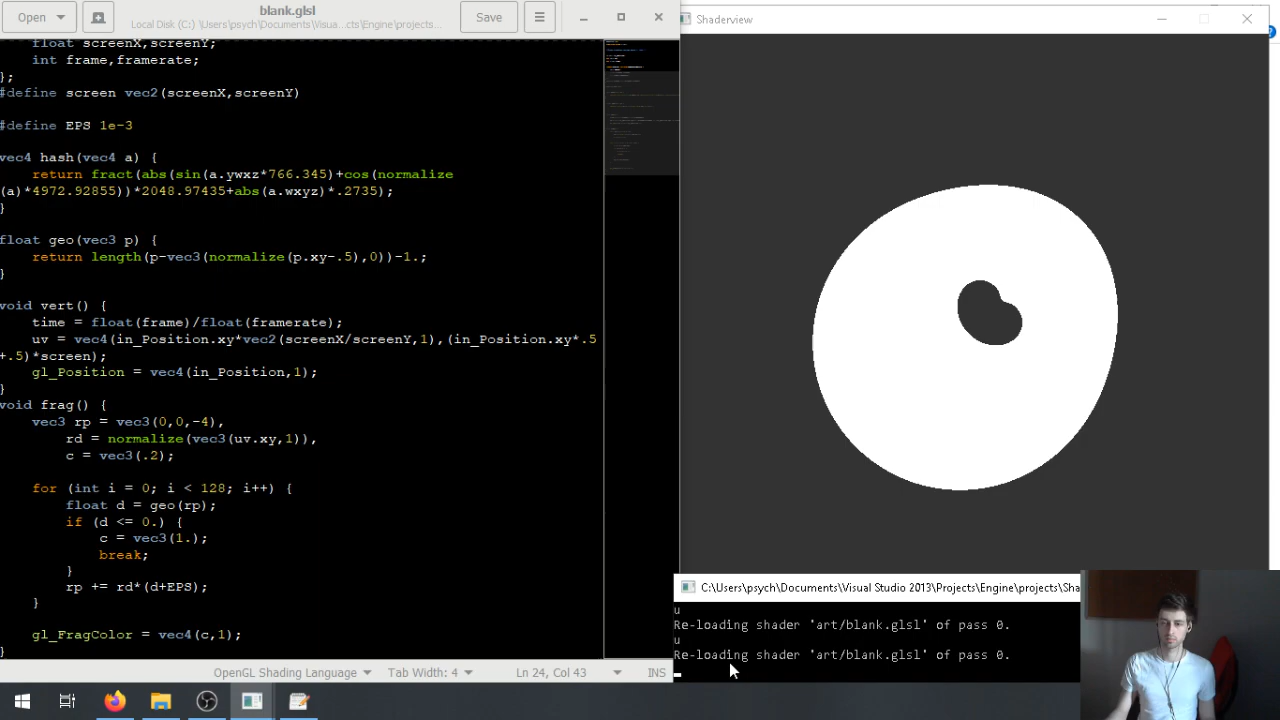 blank.glsl
Open
Local Disk (C:) \Users\psych\Documents\Visua. ...cts\Engine\projects...
Save
Shaderview
float screenX,screenY;
int frame,framerate;
};
#define screen vec2(screenX,screenY)
#define EPS 1e-3
vec4 hash(vec4 a) {
return fract(abs(sin(a.ywxz*766.345)+cos(normalize
(a)*4972.92855))*2048.97435+abs(a.wxyz)*.2735);
}
float geo(vec3 p) {
return length(p-vec3(normalize(p.xy-.5),0))-1.;
}
void vert() {
time = float(frame)/float(framerate);
uv = vec4(in_Position.xy*vec2(screenX/screenY,1),(in_Position.xy*.5
+.5)*screen);
gl_Position = vec4(in_Position,1);
}
void frag() {
vec3 rp = vec3(0,0,-4),
rd = normalize(vec3(uv.xy,1)),
c = vec3(.2);
for (int i = 0; i < 128; i++) {
float d = geo(rp);
if (d <= 0.) {
c = vec3(1.);
break;
}
rp += rd*(d+EPS);
}
gl_FragColor = vec4(c,1);
}
OpenGL Shading Language
Tab Width: 4
Ln 24, Col 43
INS
C:\Users\psych\Documents\Visual Studio 2013\Projects\Engine\projects\Sha
u
Re-loading shader 'art/blank.glsl' of pass 0.
u
Re-loading shader 'art/blank.glsl' of pass 0.